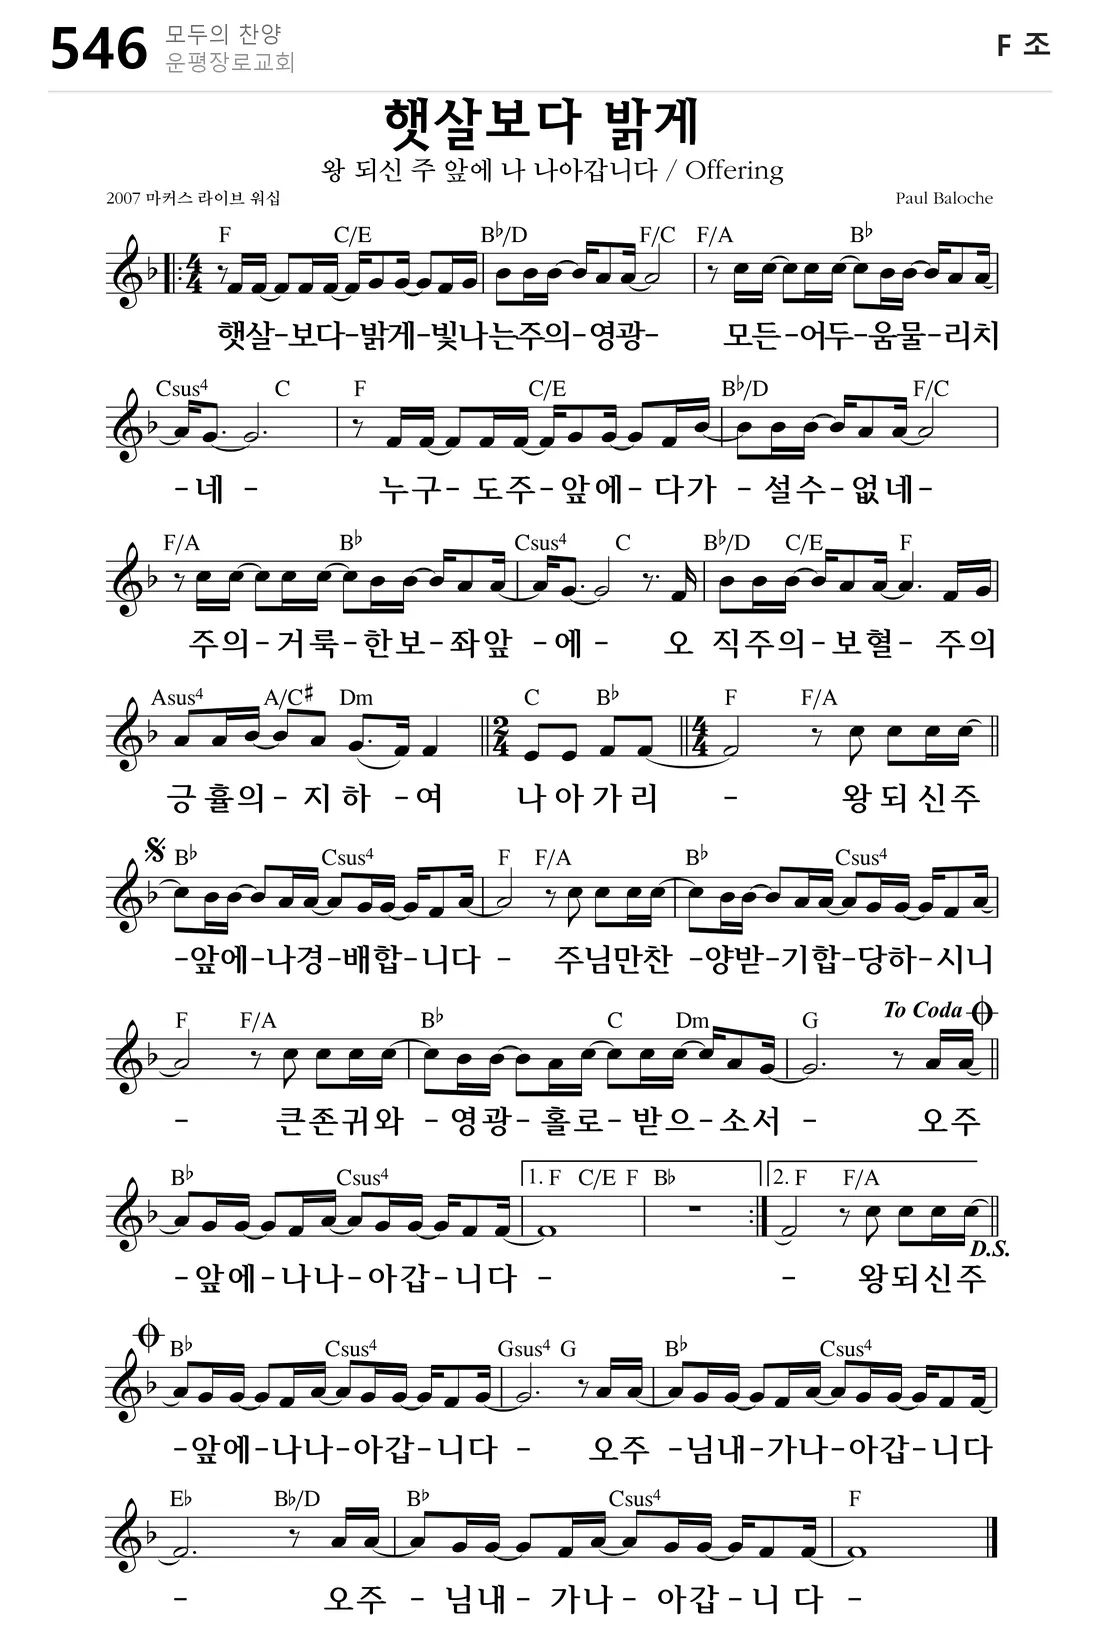 546 모두의 찬양 F 조
운평장로교회
햇살보다 밝게
왕 되신 주 앞에 나 나아갑니다 / Offering
2007 마커스 라이브 워십 Paul Baloche
F C/E B♭/D F/C F/A B♭
4/4
햇살-보다-밝게-빛나는주의-영광- 모든-어두-움물-리치
Csus4 C F C/E B♭/D F/C
-네 - 누구- 도주-앞에-다가 -설수-없네-
F/A B♭ Csus4 C B♭/D C/E F
주의-거룩-한보-좌앞 -에- 오 직주의-보혈- 주의
Asus4 A/C♯ Dm C B♭ F F/A
2/4 4/4
긍휼의-지하 -여 나아가리 - 왕되신주
B♭ Csus4 F F/A B♭ Csus4
-앞에-나경-배합-니다 - 주님만찬 -양받-기합-당하-시니
To Coda
F F/A B♭ C Dm G
- 큰존귀와 -영광-홀로-받으-소서 - 오주
B♭ Csus4 1. F C/E F B♭ 2. F F/A
D.S.
-앞에-나나-아갑-니다 - - 왕되신주
B♭ Csus4 Gsus4 G B♭ Csus4
-앞에-나나-아갑-니다 - 오주 -님내-가나-아갑-니다
E♭ B♭/D B♭ Csus4 F
- 오주 -님내- 가나- 아갑-니다 -